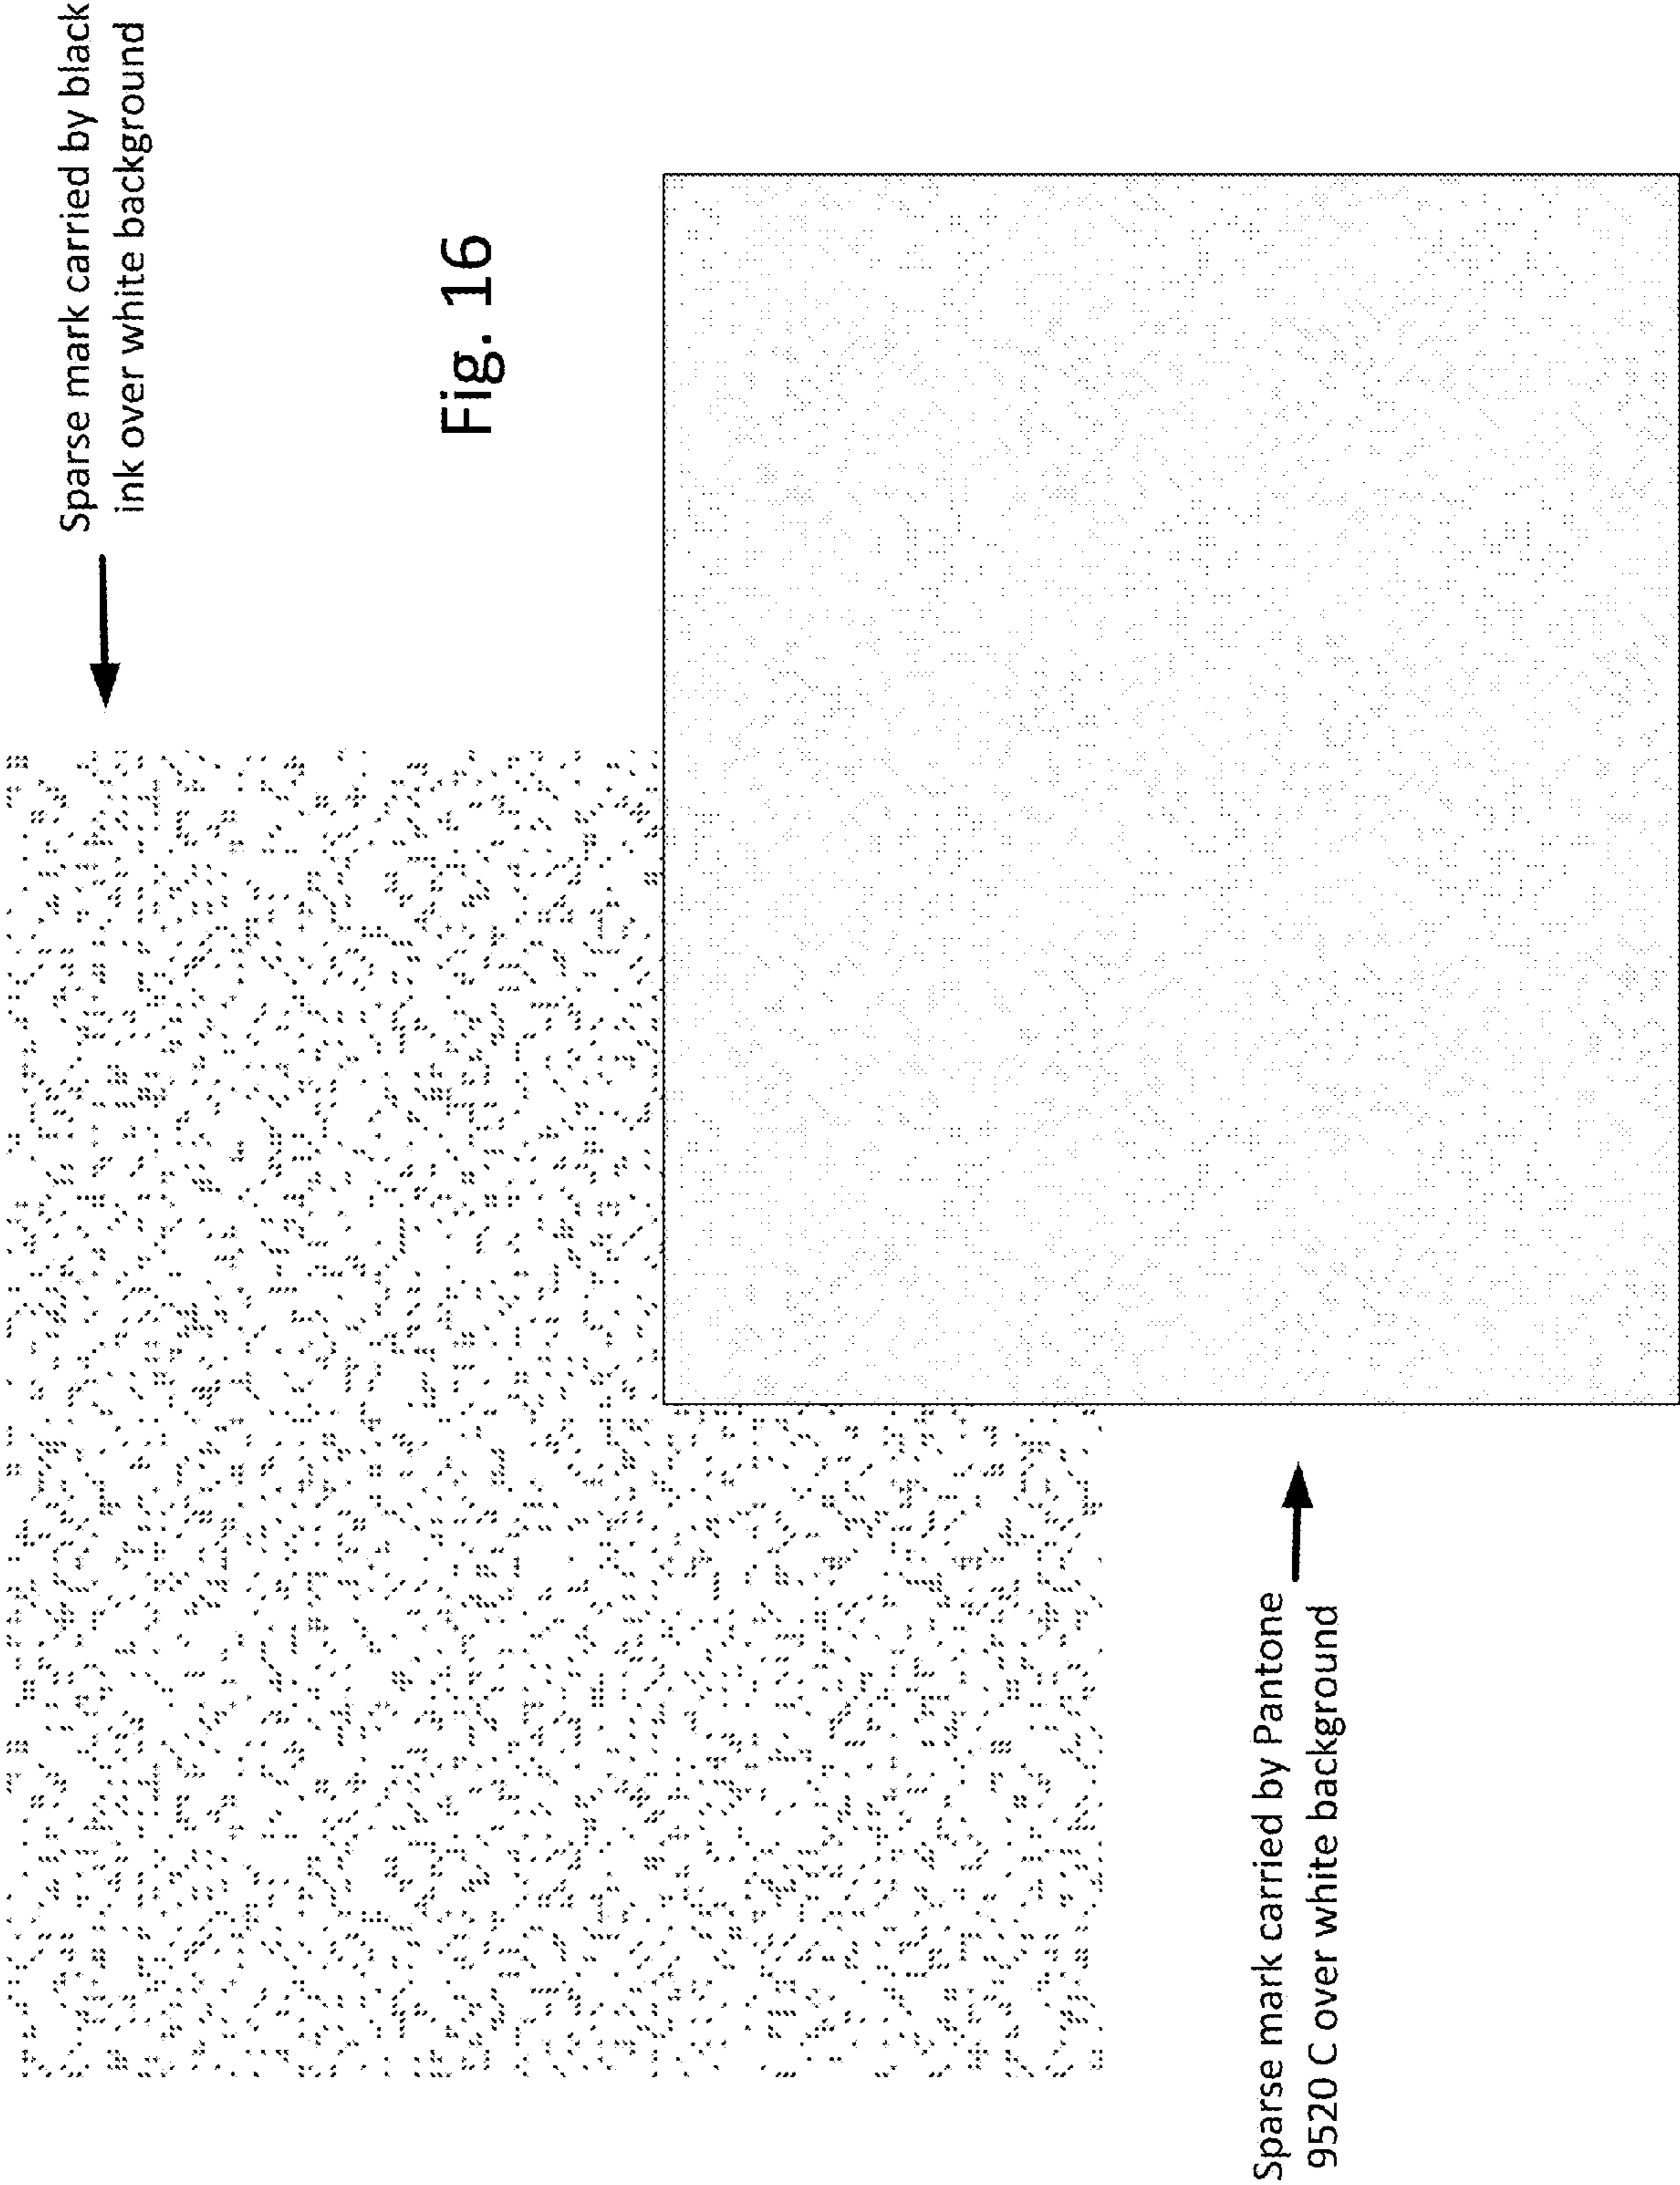 Sparse mark carried by black
ink over white background
Fig. 16
Sparse mark carried by Pantone
9520 C over white background